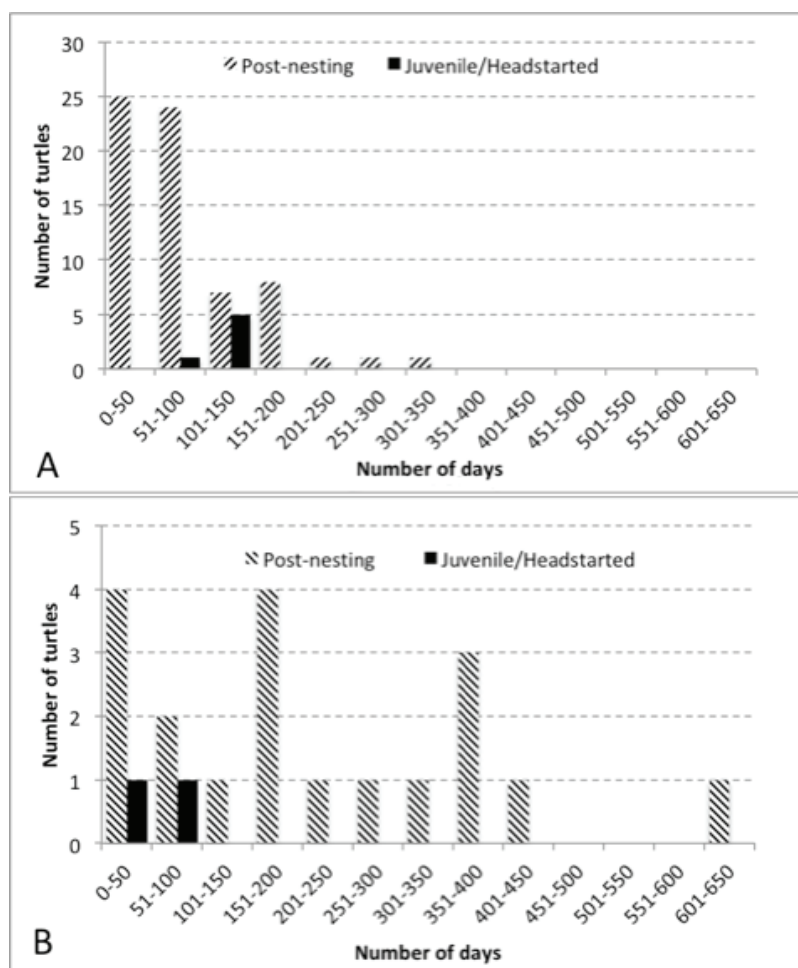 30
25
20
15
10
5
0
Number of turtles
Post-nesting Juvenile/Headstarted
0-50 51-100 101-150 151-200 201-250 251-300 301-350 351-400 401-450 451-500 501-550 551-600 601-650
Number of days
A
5
4
3
2
1
0
Number of turtles
Post-nesting Juvenile/Headstarted
0-50 51-100 101-150 151-200 201-250 251-300 301-350 351-400 401-450 451-500 501-550 551-600 601-650
Number of days
B